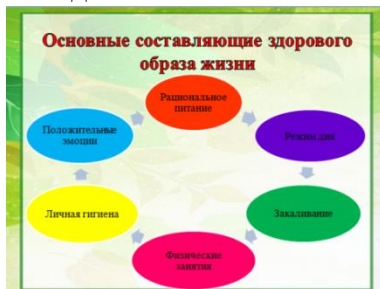 Основные составляющие здорового
образа жизни
Рациональное
питание
Режим дня
Закаливание
Физические
занятия
Личная гигиена
Положительные
эмоции